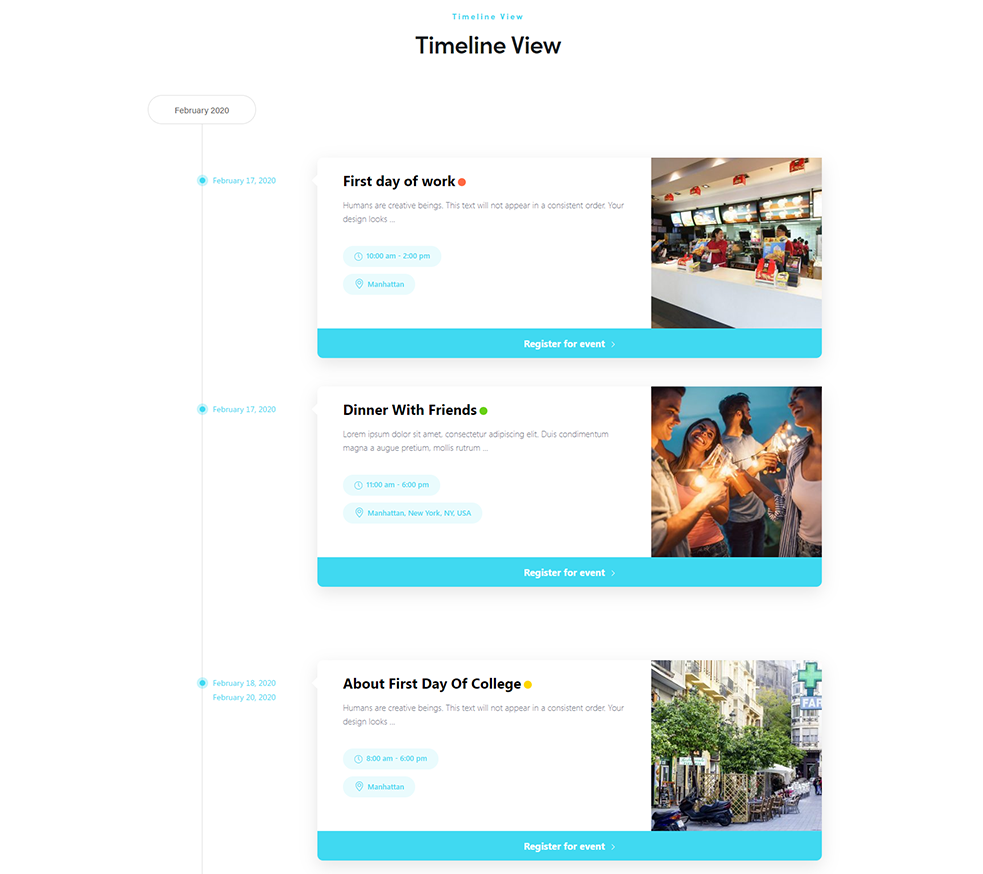 Timeline View
Timeline View
February 2020
February 17, 2020
First day of work
Humans are creative beings. This text will not appear in a consistent order. Your
design looks ...
10:00 am - 2:00 pm
Manhattan
Register for event
February 17, 2020
Dinner With Friends
Lorem ipsum dolor sit amet, consectetur adipiscing elit. Duis condimentum
magna a augue pretium, mollis rutrum ...
11:00 am - 6:00 pm
Manhattan, New York, NY, USA
Register for event
February 18, 2020
February 20, 2020
About First Day Of College
Humans are creative beings. This text will not appear in a consistent order. Your
design looks ...
8:00 am - 6:00 pm
Manhattan
FAR
Register for event